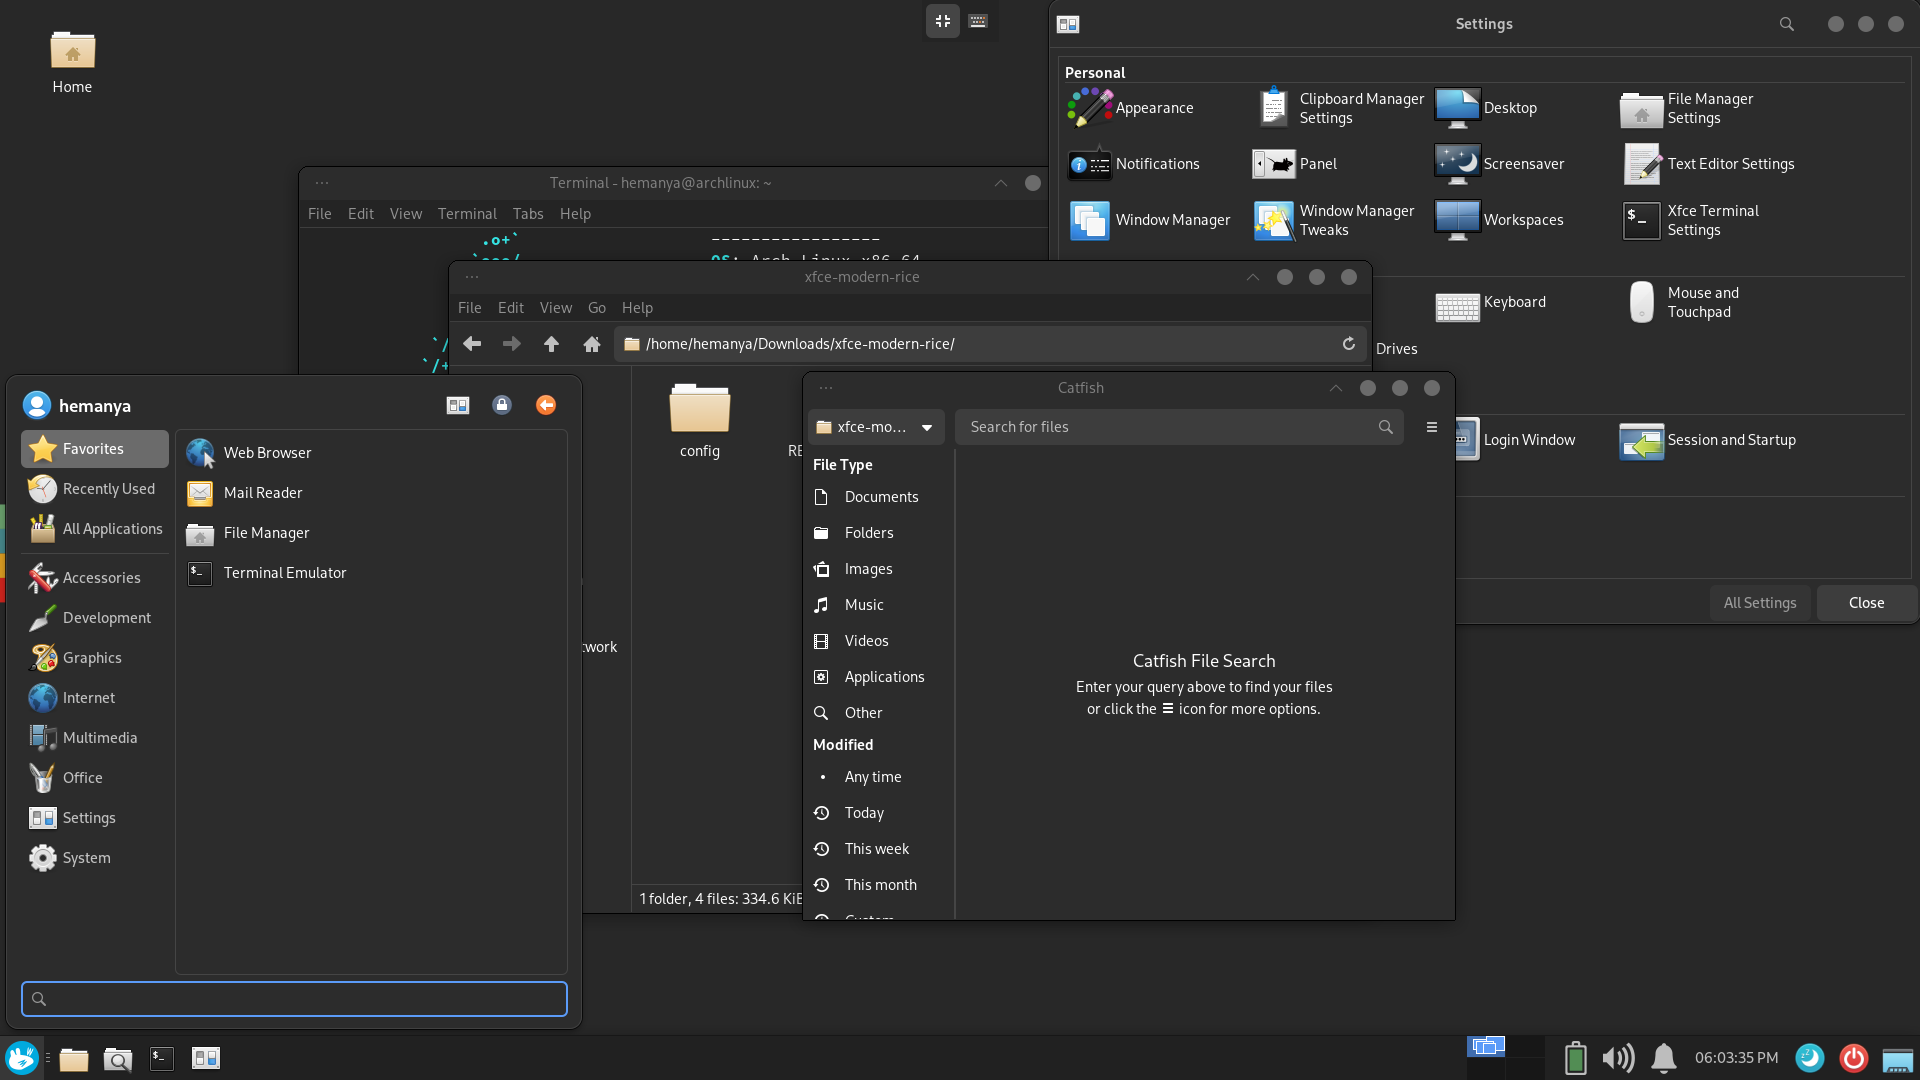 Home
Settings
Personal
Appearance
Clipboard Manager
Settings
Desktop
File Manager
Settings
Notifications
Panel
Screensaver
Text Editor Settings
Window Manager
Window Manager
Tweaks
Workspaces
Xfce Terminal
Settings
Keyboard
Mouse and
Touchpad
Drives
Login Window
Session and Startup
All Settings
Close
Terminal - hemanya@archlinux: ~
File Edit View Terminal Tabs Help
.o+`
-----------------
OS: Arch Linux x86_64
xfce-modern-rice
File Edit View Go Help
/home/hemanya/Downloads/xfce-modern-rice/
config
RE
twork
1 folder, 4 files: 334.6 KiB
Catfish
xfce-mo...
Search for files
File Type
Documents
Folders
Images
Music
Videos
Applications
Other
Modified
Any time
Today
This week
This month
Custom
Catfish File Search
Enter your query above to find your files
or click the ☰ icon for more options.
hemanya
Favorites
Recently Used
All Applications
Accessories
Development
Graphics
Internet
Multimedia
Office
Settings
System
Web Browser
Mail Reader
File Manager
Terminal Emulator
06:03:35 PM